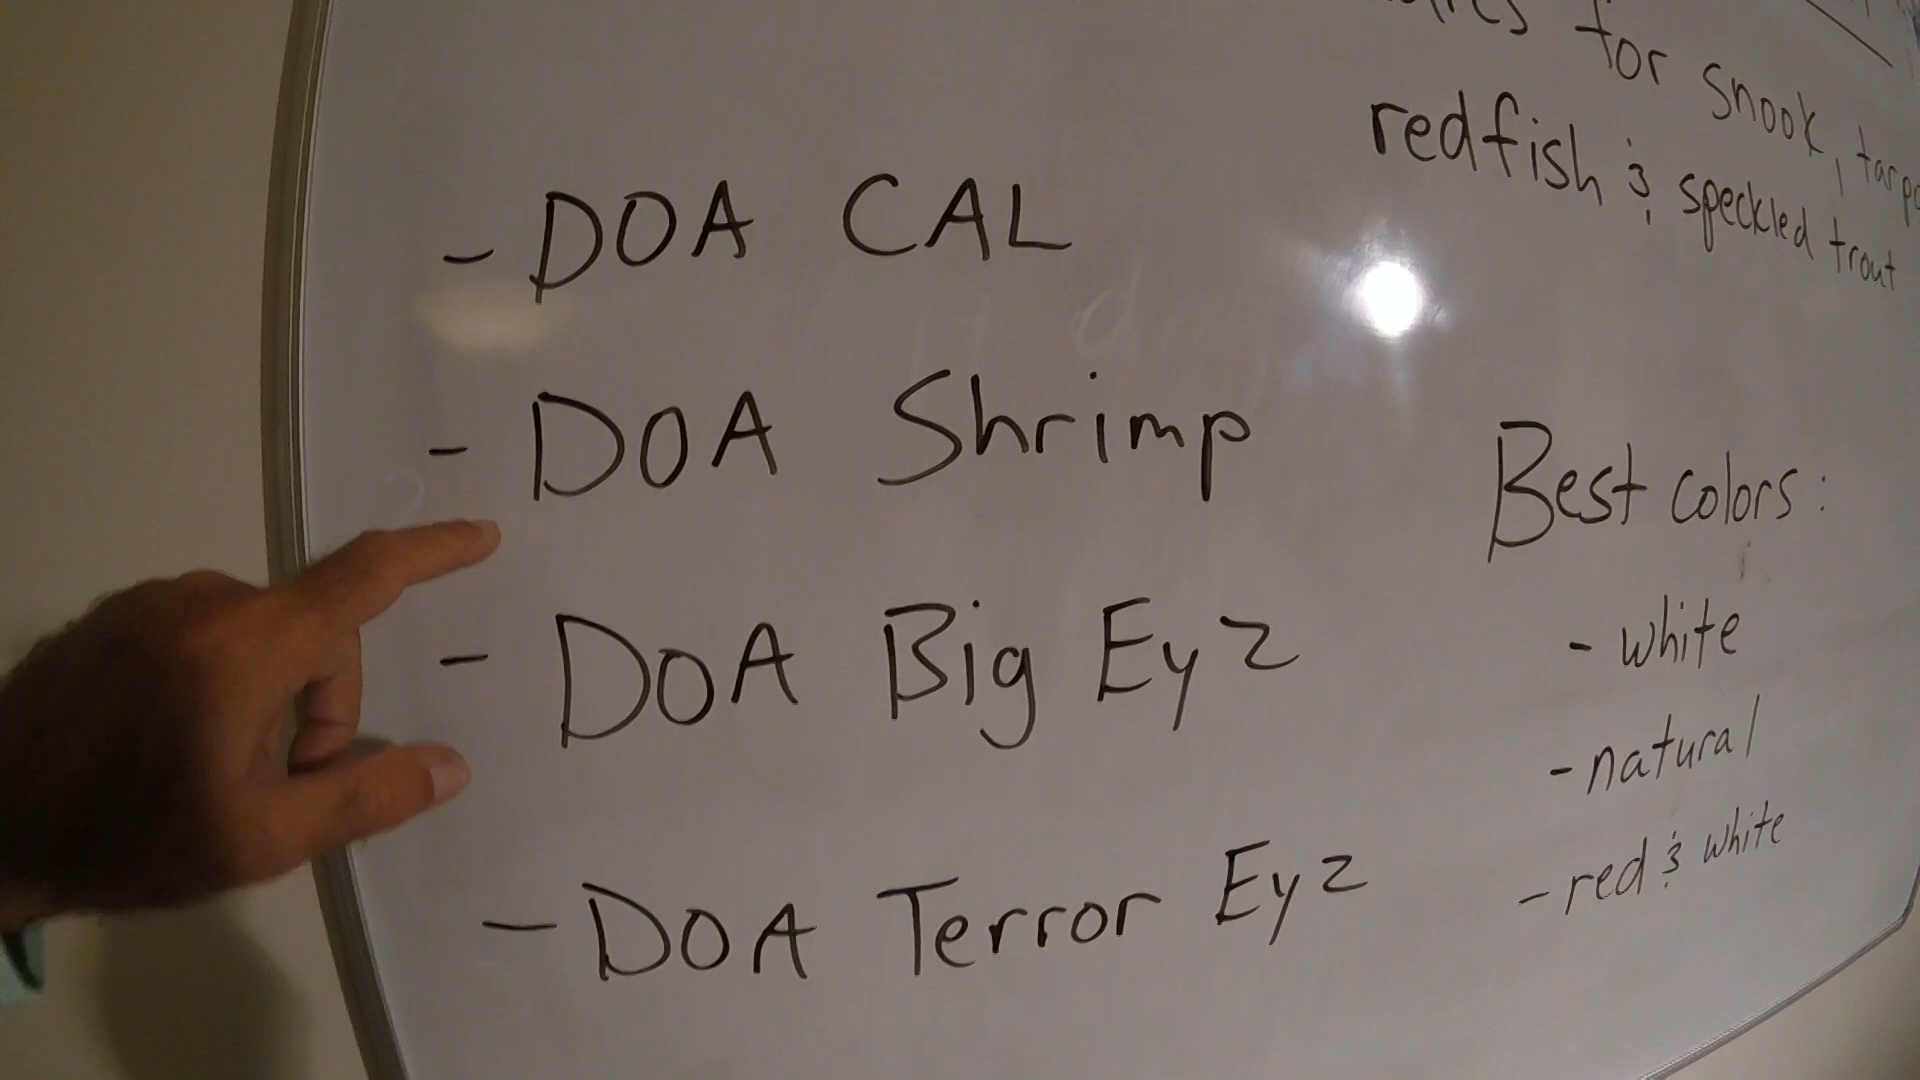 for snook,
redfish & speckled trout
- DOA CAL
- DOA Shrimp
- DOA Big Eyz
- DOA Terror Eyz
Best colors:
- white
- natural
- red & white